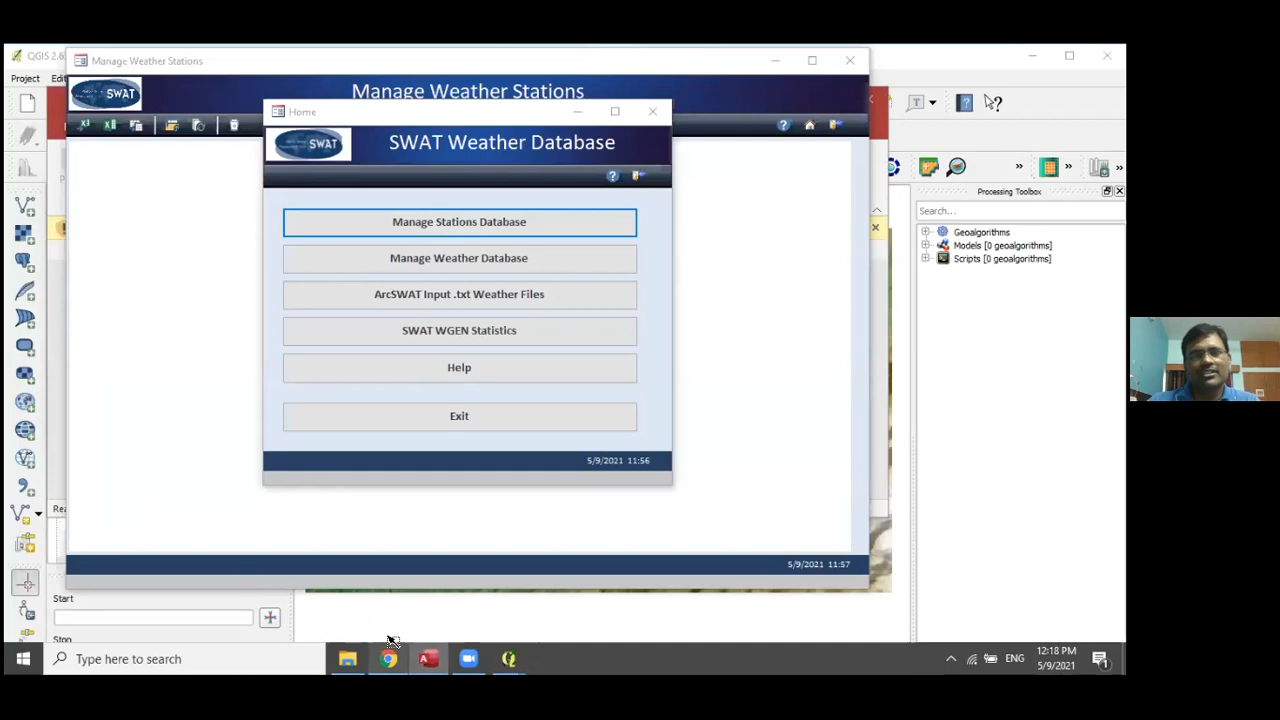 QGIS 2.6
Manage Weather Stations
Project
Edit
SWAT
Manage Weather Stations
Home
SWAT
SWAT Weather Database
Manage Stations Database
Manage Weather Database
ArcSWAT Input .txt Weather Files
SWAT WGEN Statistics
Help
Exit
5/9/2021 11:56
5/9/2021 11:57
Processing Toolbox
Search...
Geoalgorithms
Models [0 geoalgorithms]
Scripts [0 geoalgorithms]
Start
Stop
Type here to search
ENG
12:18 PM
5/9/2021